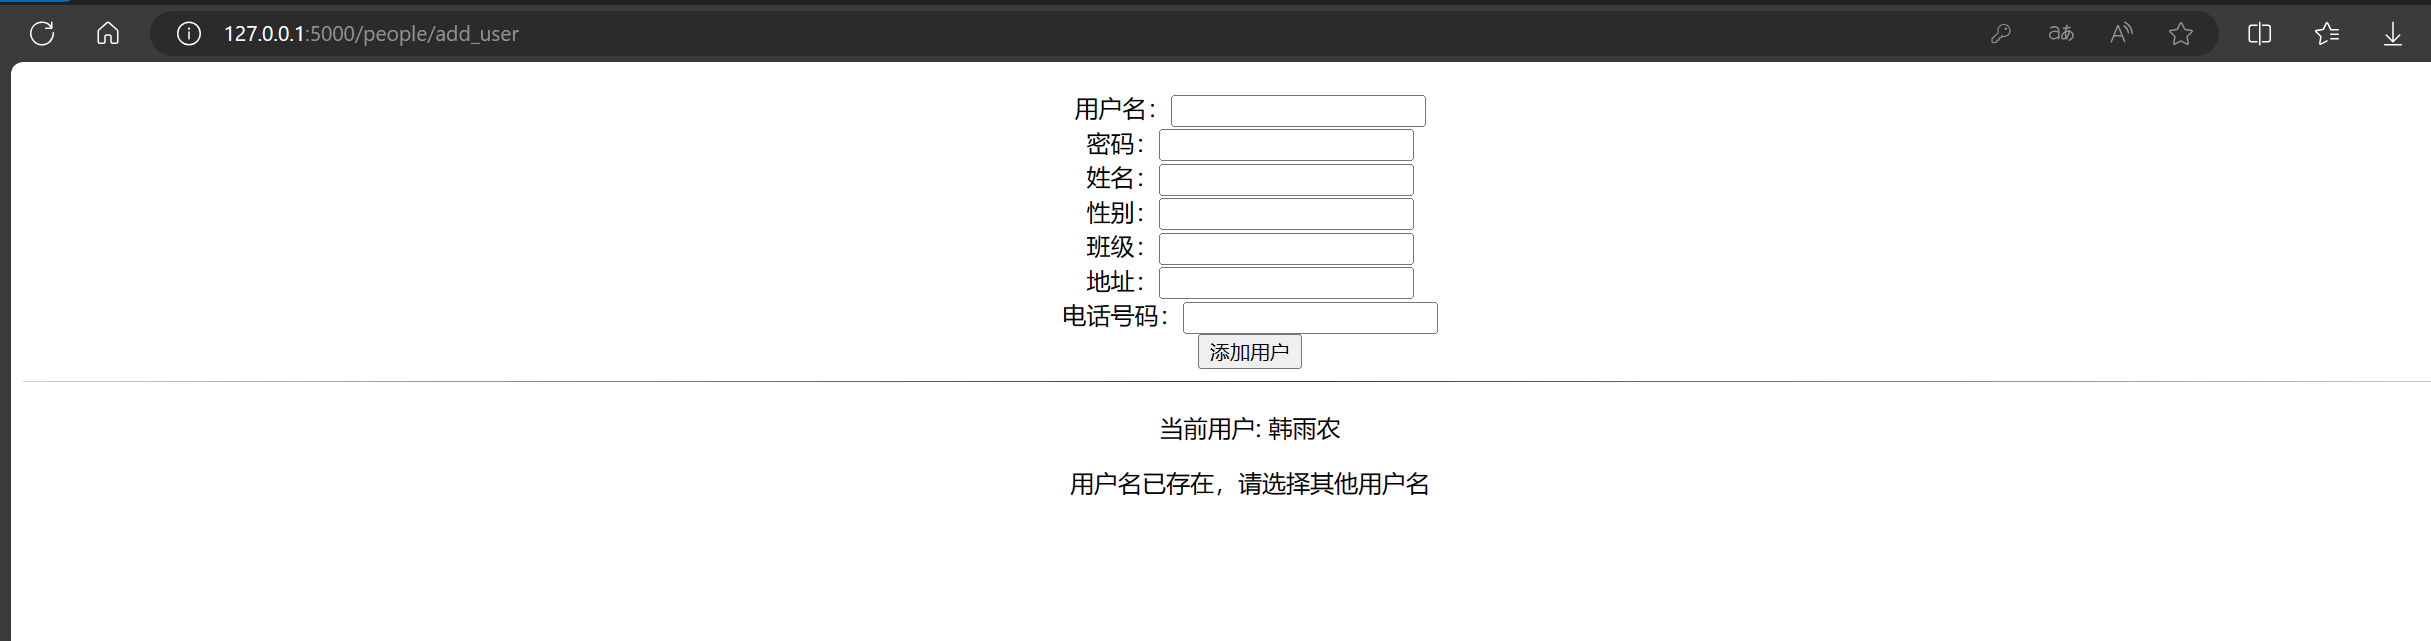 127.0.0.1:5000/people/add_user
aあ
A
用户名：
密码：
姓名：
性别：
班级：
地址：
电话号码：
添加用户
当前用户: 韩雨农
用户名已存在，请选择其他用户名